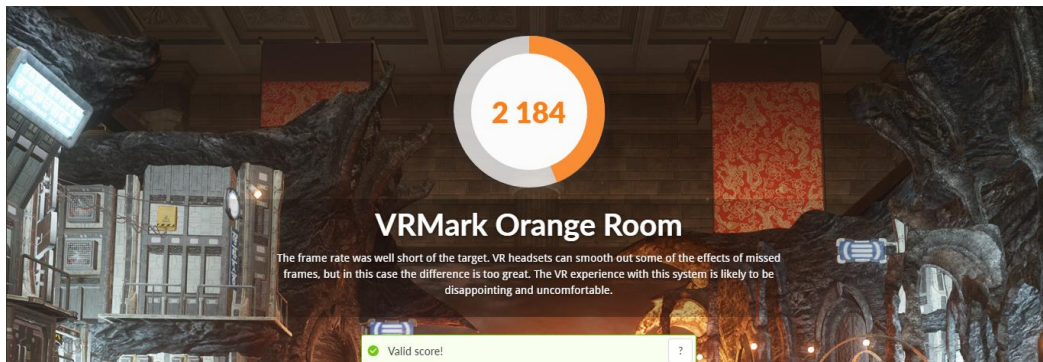 2 184
VRMark Orange Room
The frame rate was well short of the target. VR headsets can smooth out some of the effects of missed
frames, but in this case the difference is too great. The VR experience with this system is likely to be
disappointing and uncomfortable.
Valid score!
?